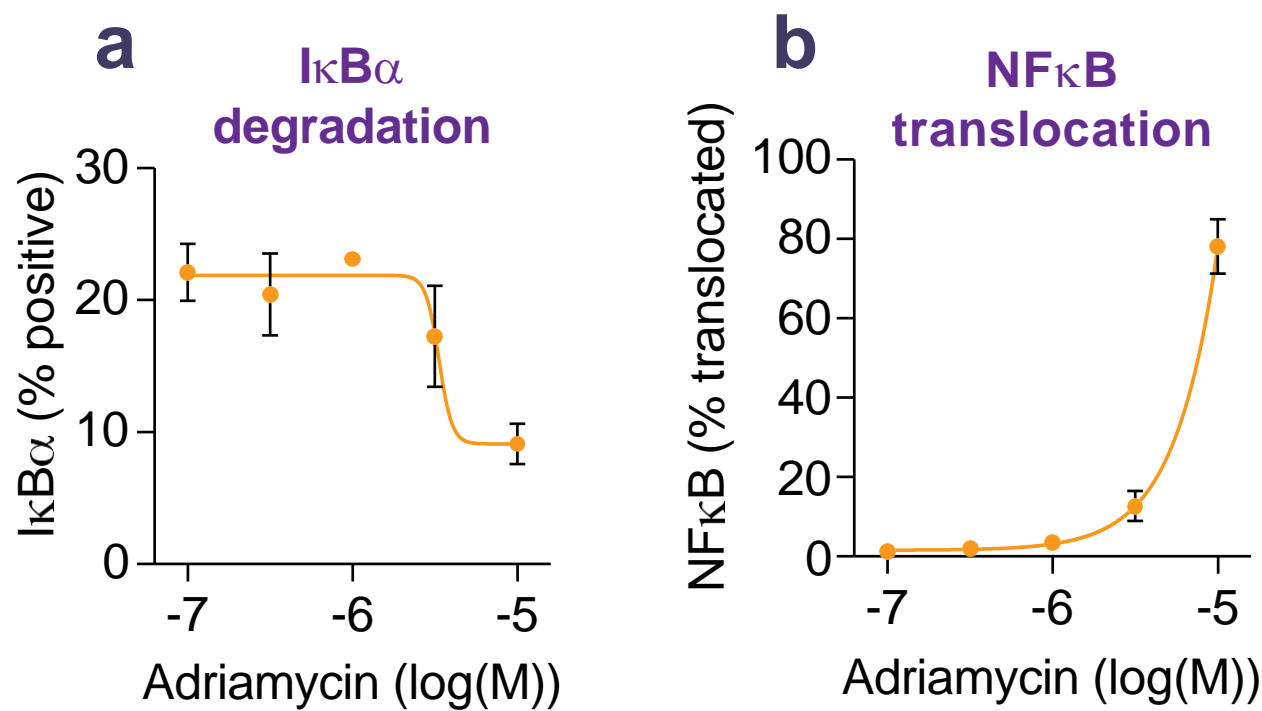 a
IκBα
degradation
IκBα (% positive)
30
20
10
0
-7
-6
-5
Adriamycin (log(M))
b
NFκB
translocation
NFκB (% translocated)
100
80
60
40
20
0
-7
-6
-5
Adriamycin (log(M))